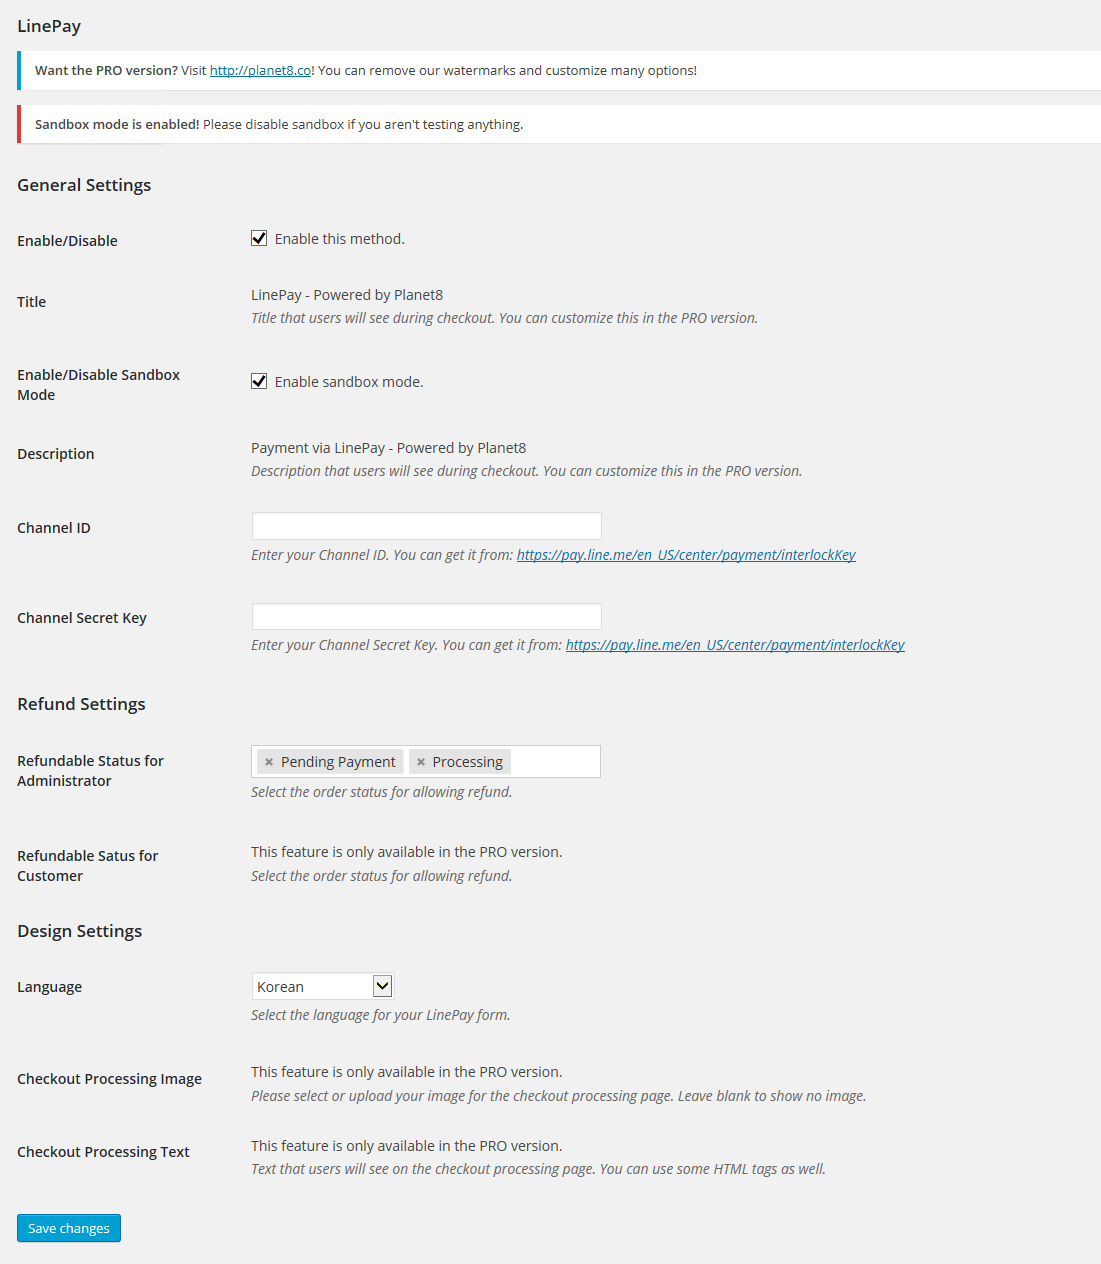 LinePay
Want the PRO version? Visit http://planet8.co! You can remove our watermarks and customize many options!
Sandbox mode is enabled! Please disable sandbox if you aren't testing anything.
General Settings
Enable/Disable
Enable this method.
Title
LinePay - Powered by Planet8
Title that users will see during checkout. You can customize this in the PRO version.
Enable/Disable Sandbox
Mode
Enable sandbox mode.
Description
Payment via LinePay - Powered by Planet8
Description that users will see during checkout. You can customize this in the PRO version.
Channel ID
Enter your Channel ID. You can get it from: https://pay.line.me/en_US/center/payment/interlockKey
Channel Secret Key
Enter your Channel Secret Key. You can get it from: https://pay.line.me/en_US/center/payment/interlockKey
Refund Settings
Refundable Status for
Administrator
× Pending Payment × Processing
Select the order status for allowing refund.
Refundable Satus for
Customer
This feature is only available in the PRO version.
Select the order status for allowing refund.
Design Settings
Language
Korean
Select the language for your LinePay form.
Checkout Processing Image
This feature is only available in the PRO version.
Please select or upload your image for the checkout processing page. Leave blank to show no image.
Checkout Processing Text
This feature is only available in the PRO version.
Text that users will see on the checkout processing page. You can use some HTML tags as well.
Save changes